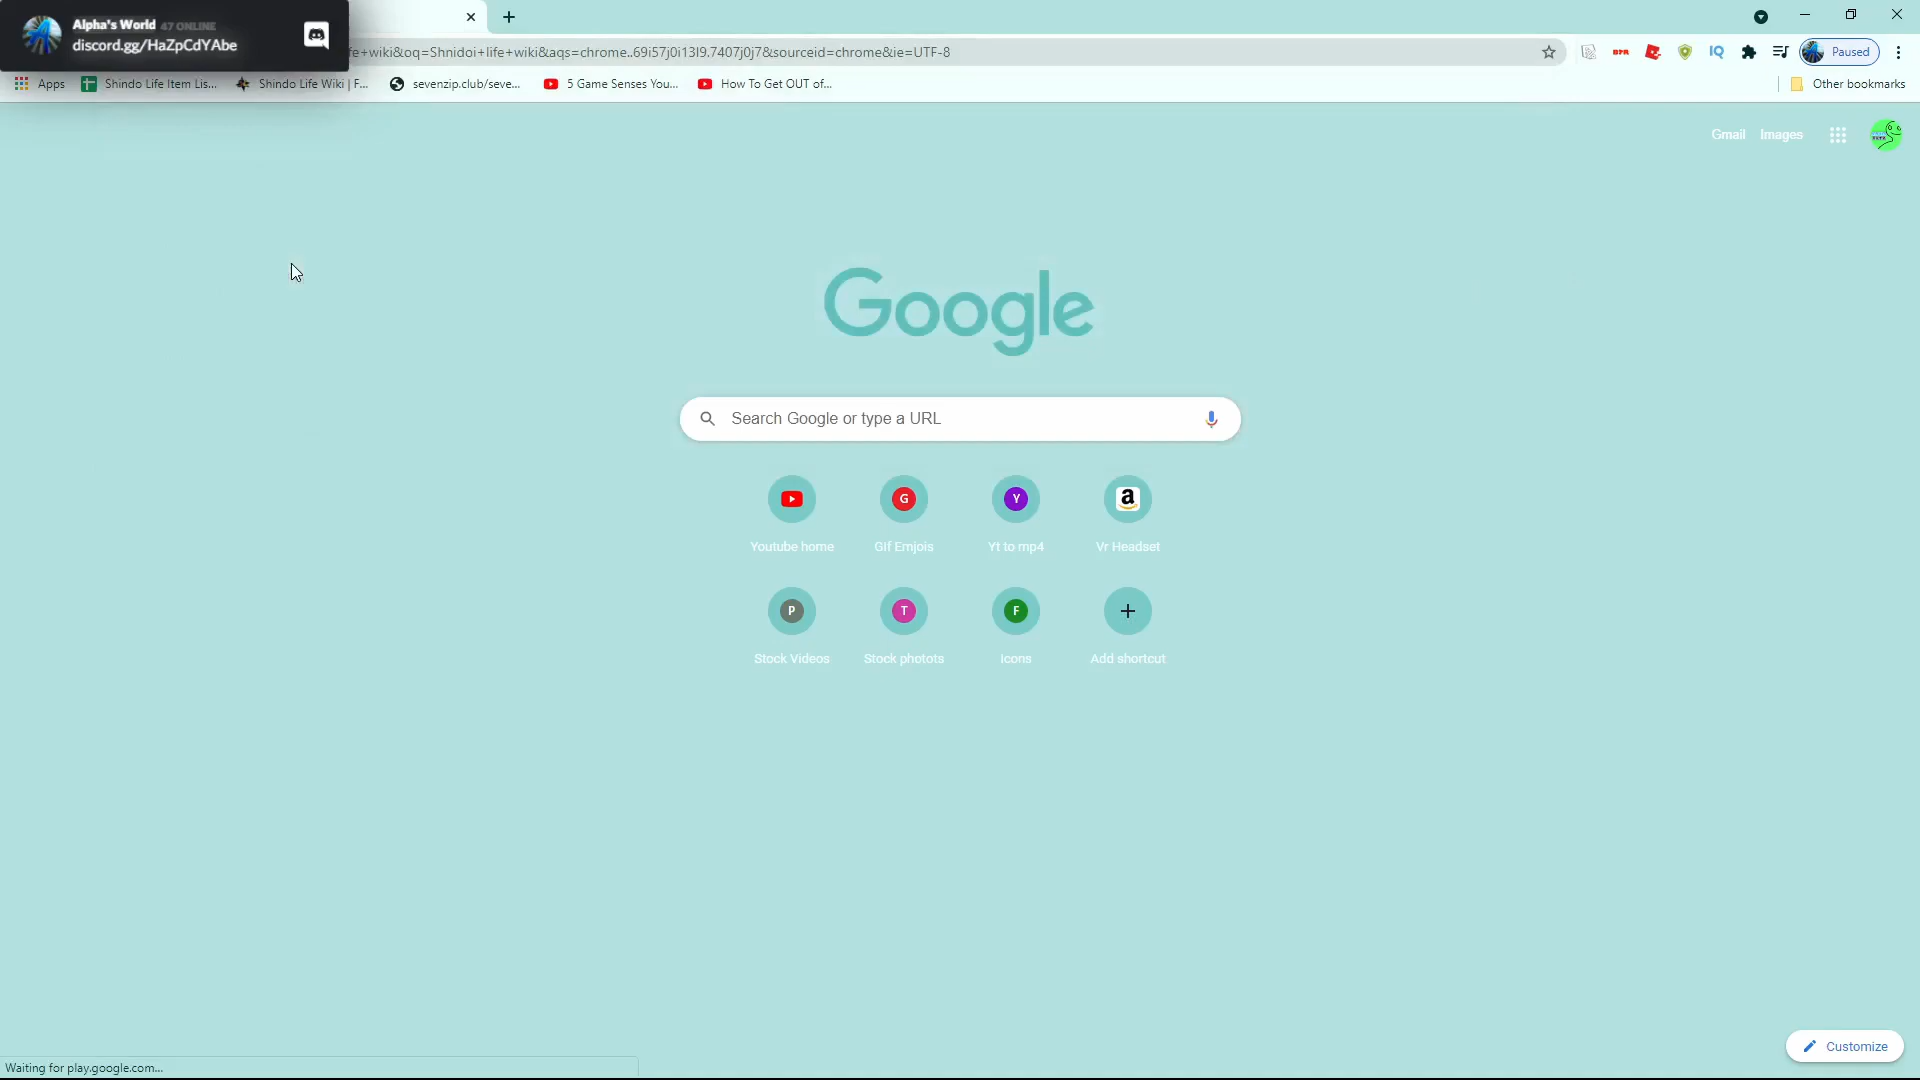 Alpha's World 47 ONLINE
discord.gg/HaZpCdYAbe
fe+wiki&oq=Shnidoi+life+wiki&aqs=chrome..69i57j0i13l9.7407j0j7&sourceid=chrome&ie=UTF-8
Paused
Apps
Shindo Life Item Lis...
Shindo Life Wiki | F...
sevenzip.club/seve...
5 Game Senses You...
How To Get OUT of...
Other bookmarks
Gmail
Images
Google
Search Google or type a URL
Youtube home
GIf Emjois
Yt to mp4
Vr Headset
Stock Videos
Stock photots
Icons
Add shortcut
Customize
Waiting for play.google.com...